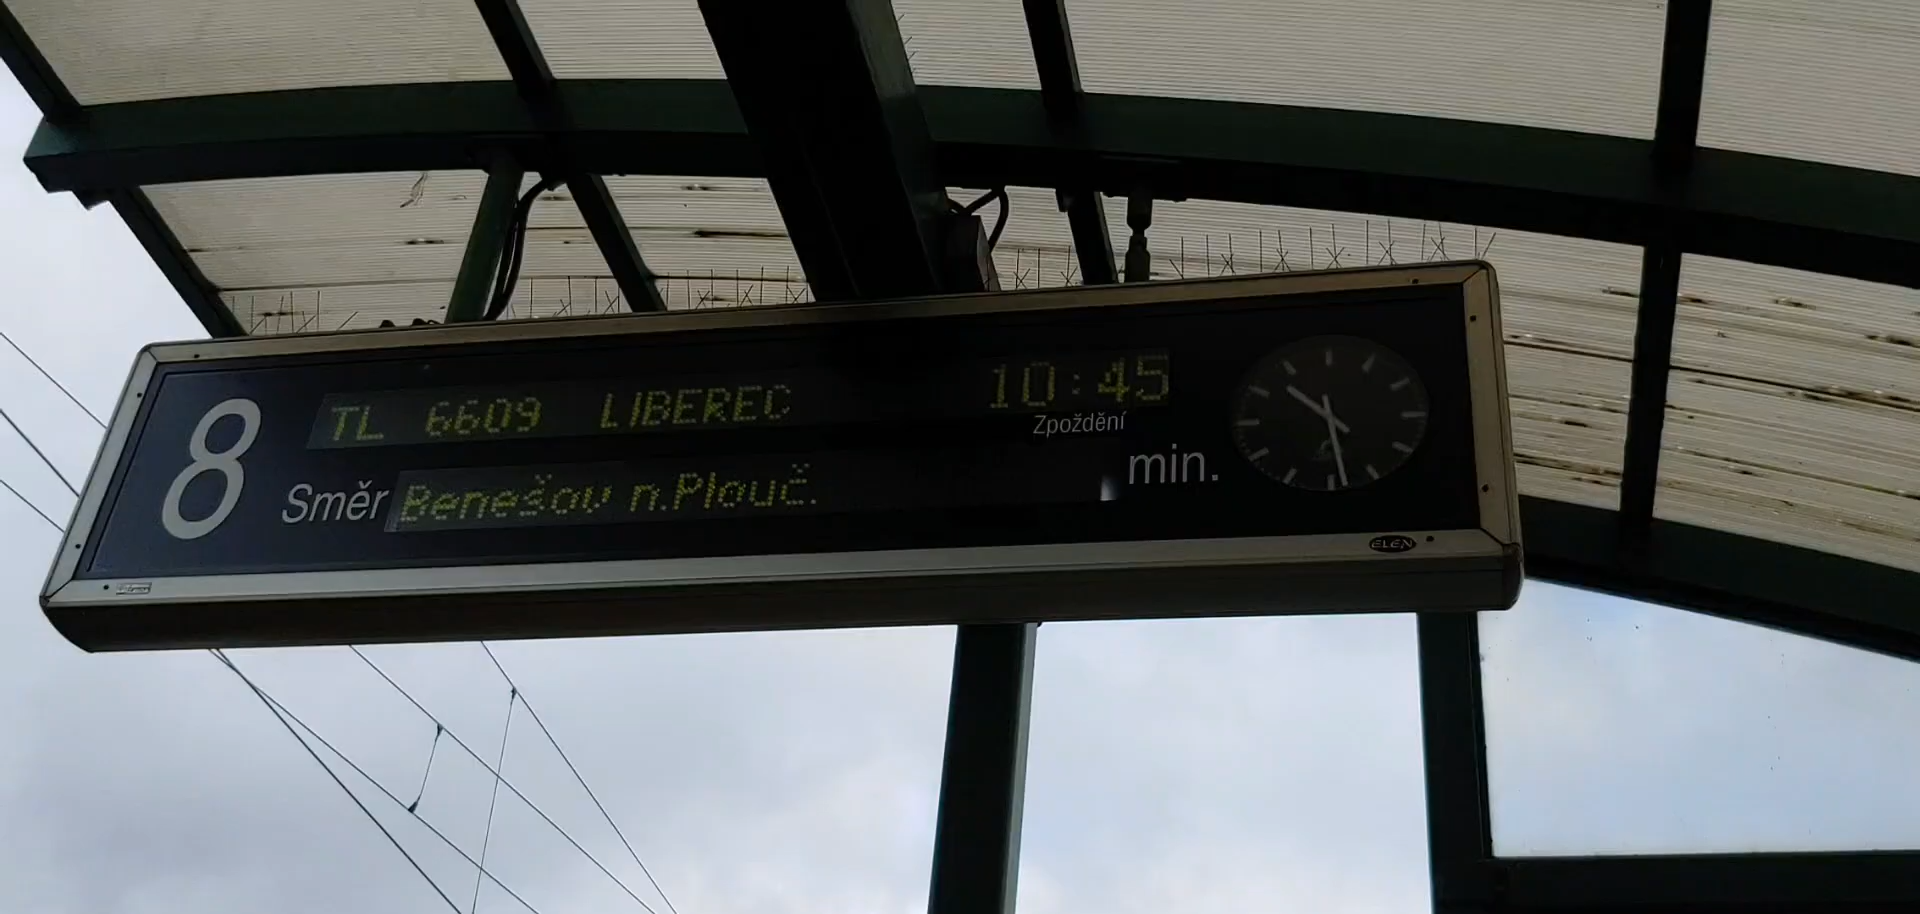 8
TL 6609 LIBEREC 10:45
Zpoždění
Směr Benešov n.Plouč. min.
ELEN